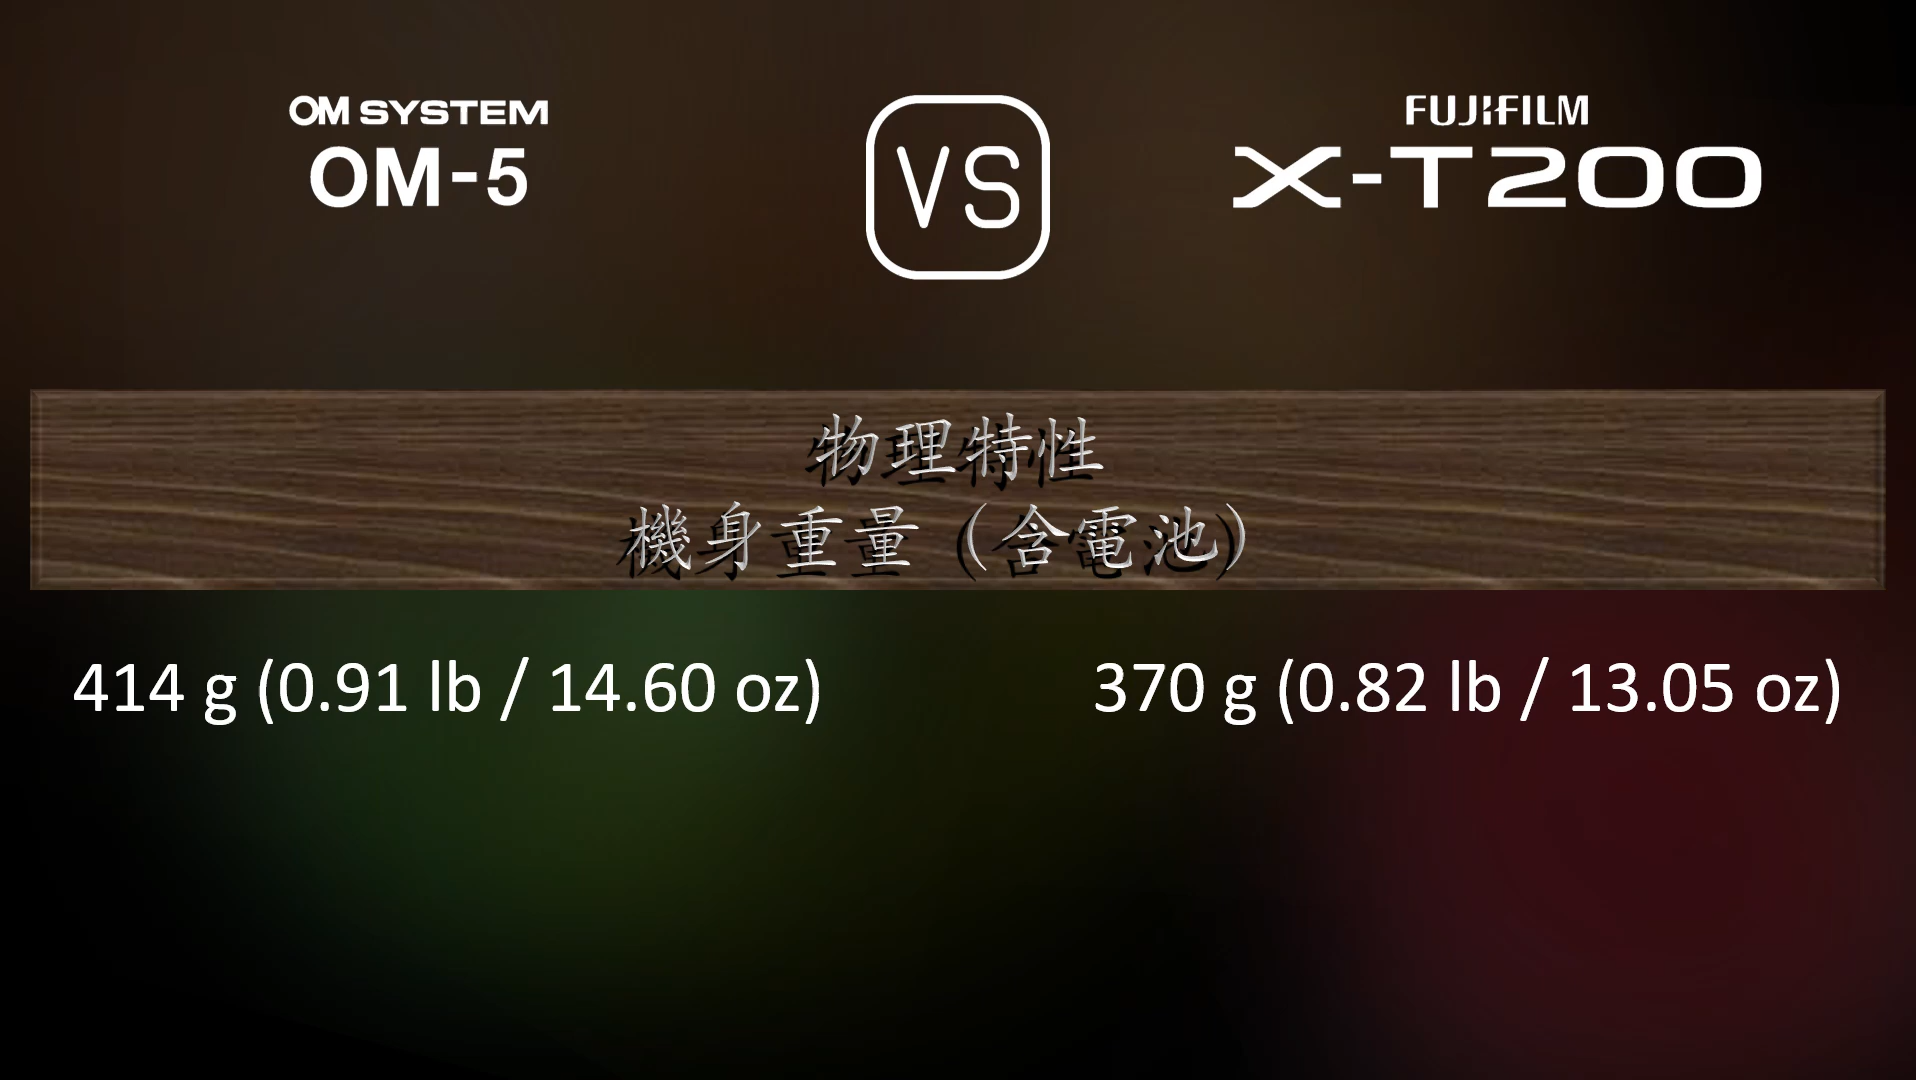 OM SYSTEM
OM-5
VS
FUJIFILM
X-T200
物理特性
機身重量（含電池）
414 g (0.91 lb / 14.60 oz)
370 g (0.82 lb / 13.05 oz)